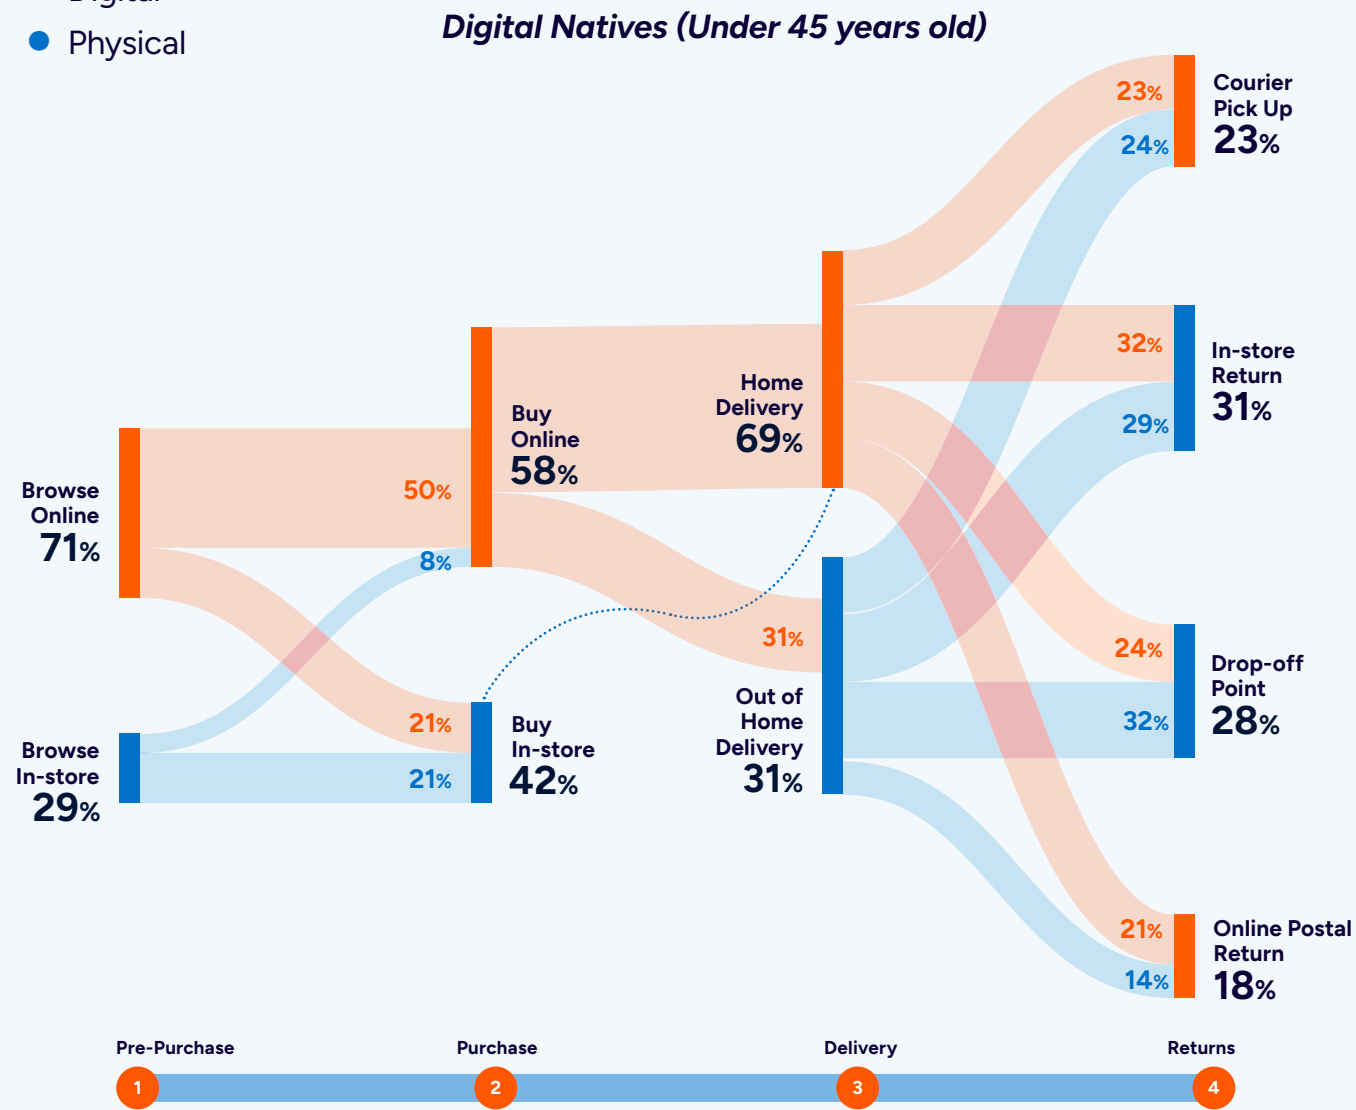 Digital
Physical
Digital Natives (Under 45 years old)
23%
24%
Courier
Pick Up
23%
32%
29%
In-store
Return
31%
Home
Delivery
69%
Buy
Online
58%
50%
8%
Browse
Online
71%
31%
24%
32%
Drop-off
Point
28%
Out of
Home
Delivery
31%
21%
21%
Buy
In-store
42%
Browse
In-store
29%
21%
14%
Online Postal
Return
18%
Pre-Purchase
Purchase
Delivery
Returns
1
2
3
4